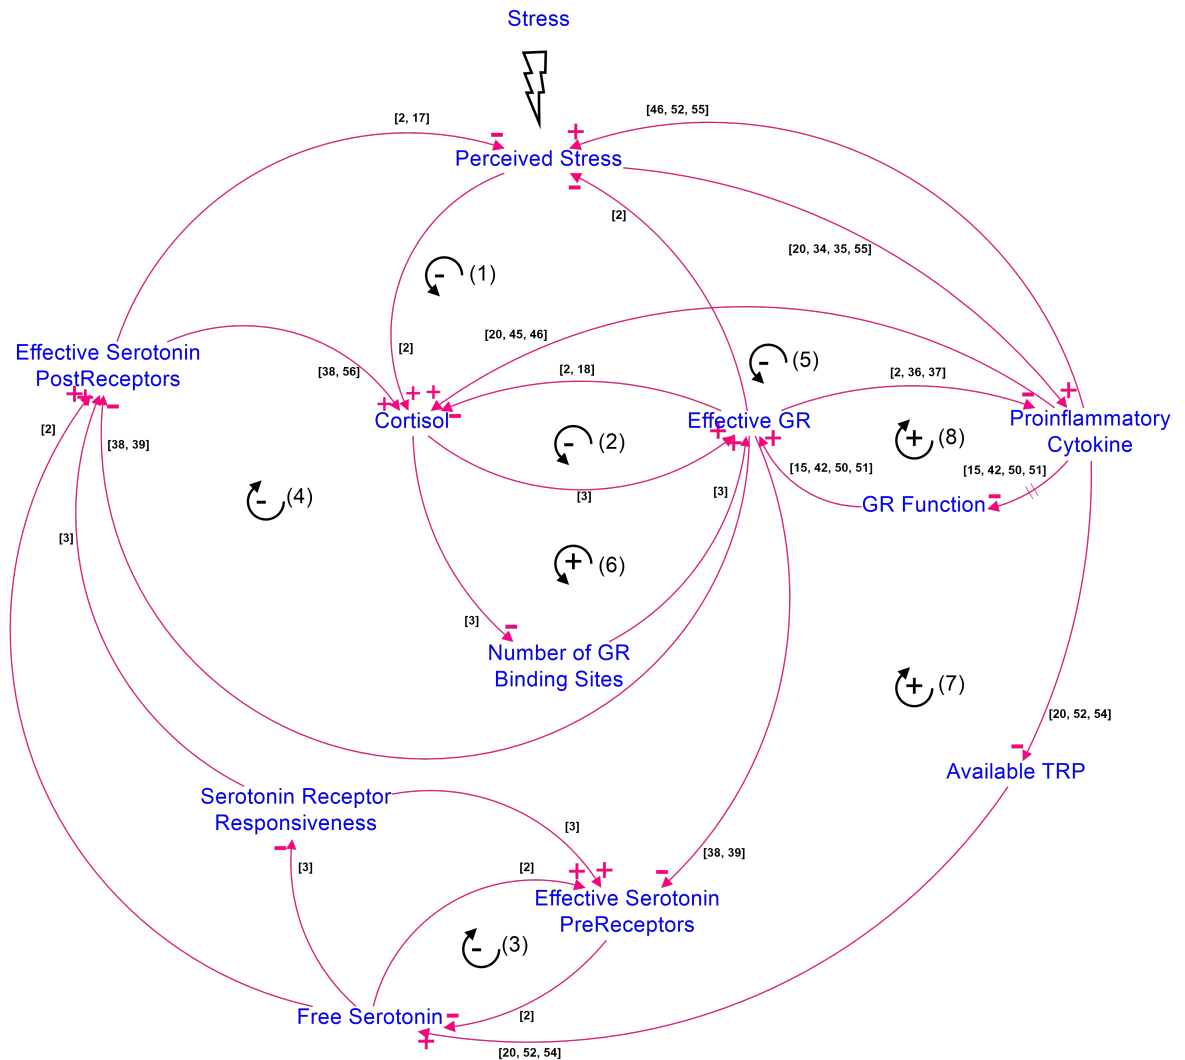 Stress
[2, 17]
[46, 52, 55]
-
+
Perceived Stress
-
[2]
[20, 34, 35, 55]
- (1)
[20, 45, 46]
[2]
Effective Serotonin
PostReceptors
[38, 56]
[2, 18]
- (5)
[2, 36, 37]
+
+
-
+
+
+
-
-
+
Cortisol
-
Effective GR
Proinflammatory
Cytokine
[2]
[38, 39]
- (2)
+
+
+
+ (8)
[15, 42, 50, 51]
[15, 42, 50, 51]
- (4)
[3]
[3]
GR Function
-
[3]
+ (6)
[3]
-
Number of GR
Binding Sites
+ (7)
[20, 52, 54]
-
Available TRP
Serotonin Receptor
Responsiveness
[3]
-
[3]
[2]
[38, 39]
+
+
-
Effective Serotonin
PreReceptors
- (3)
Free Serotonin
-
[2]
+
[20, 52, 54]